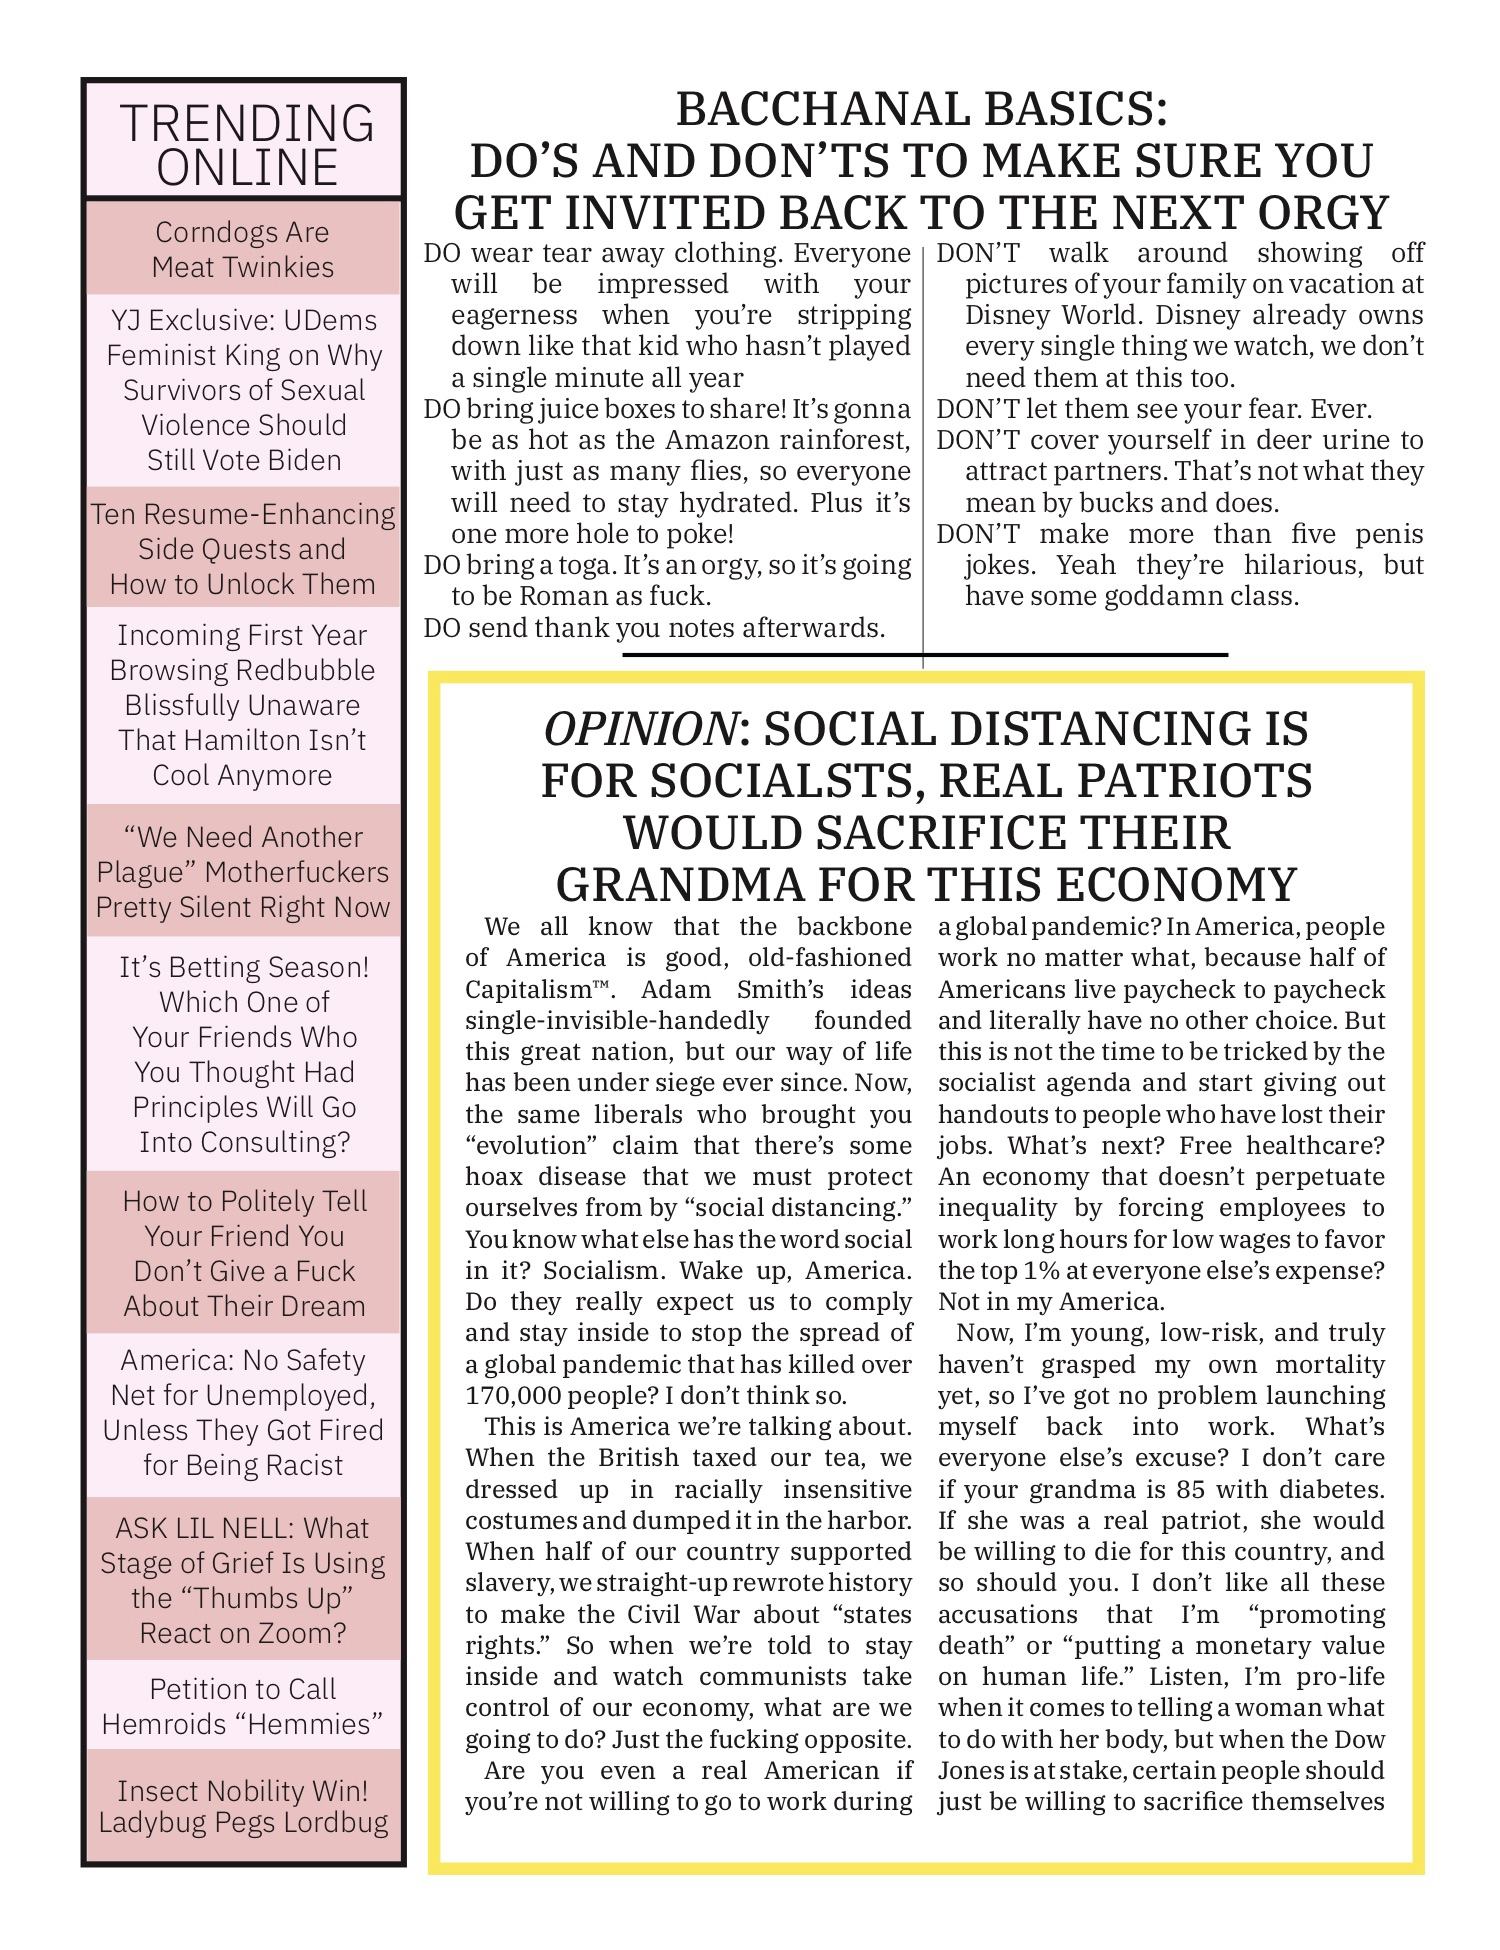 TRENDING
ONLINE
Corndogs Are
Meat Twinkies
YJ Exclusive: UDems
Feminist King on Why
Survivors of Sexual
Violence Should
Still Vote Biden
Ten Resume-Enhancing
Side Quests and
How to Unlock Them
Incoming First Year
Browsing Redbubble
Blissfully Unaware
That Hamilton Isn’t
Cool Anymore
“We Need Another
Plague” Motherfuckers
Pretty Silent Right Now
It’s Betting Season!
Which One of
Your Friends Who
You Thought Had
Principles Will Go
Into Consulting?
How to Politely Tell
Your Friend You
Don’t Give a Fuck
About Their Dream
America: No Safety
Net for Unemployed,
Unless They Got Fired
for Being Racist
ASK LIL NELL: What
Stage of Grief Is Using
the “Thumbs Up”
React on Zoom?
Petition to Call
Hemroids “Hemmies”
Insect Nobility Win!
Ladybug Pegs Lordbug
BACCHANAL BASICS:
DO’S AND DON’TS TO MAKE SURE YOU
GET INVITED BACK TO THE NEXT ORGY
DO wear tear away clothing. Everyone
will be impressed with your
eagerness when you’re stripping
down like that kid who hasn’t played
a single minute all year
DO bring juice boxes to share! It’s gonna
be as hot as the Amazon rainforest,
with just as many flies, so everyone
will need to stay hydrated. Plus it’s
one more hole to poke!
DO bring a toga. It’s an orgy, so it’s going
to be Roman as fuck.
DO send thank you notes afterwards.
DON’T walk around showing off
pictures of your family on vacation at
Disney World. Disney already owns
every single thing we watch, we don’t
need them at this too.
DON’T let them see your fear. Ever.
DON’T cover yourself in deer urine to
attract partners. That’s not what they
mean by bucks and does.
DON’T make more than five penis
jokes. Yeah they’re hilarious, but
have some goddamn class.
OPINION: SOCIAL DISTANCING IS
FOR SOCIALSTS, REAL PATRIOTS
WOULD SACRIFICE THEIR
GRANDMA FOR THIS ECONOMY
We all know that the backbone
of America is good, old-fashioned
Capitalism™. Adam Smith’s ideas
single-invisible-handedly founded
this great nation, but our way of life
has been under siege ever since. Now,
the same liberals who brought you
“evolution” claim that there’s some
hoax disease that we must protect
ourselves from by “social distancing.”
You know what else has the word social
in it? Socialism. Wake up, America.
Do they really expect us to comply
and stay inside to stop the spread of
a global pandemic that has killed over
170,000 people? I don’t think so.
This is America we’re talking about.
When the British taxed our tea, we
dressed up in racially insensitive
costumes and dumped it in the harbor.
When half of our country supported
slavery, we straight-up rewrote history
to make the Civil War about “states
rights.” So when we’re told to stay
inside and watch communists take
control of our economy, what are we
going to do? Just the fucking opposite.
Are you even a real American if
you’re not willing to go to work during
a global pandemic? In America, people
work no matter what, because half of
Americans live paycheck to paycheck
and literally have no other choice. But
this is not the time to be tricked by the
socialist agenda and start giving out
handouts to people who have lost their
jobs. What’s next? Free healthcare?
An economy that doesn’t perpetuate
inequality by forcing employees to
work long hours for low wages to favor
the top 1% at everyone else’s expense?
Not in my America.
Now, I’m young, low-risk, and truly
haven’t grasped my own mortality
yet, so I’ve got no problem launching
myself back into work. What’s
everyone else’s excuse? I don’t care
if your grandma is 85 with diabetes.
If she was a real patriot, she would
be willing to die for this country, and
so should you. I don’t like all these
accusations that I’m “promoting
death” or “putting a monetary value
on human life.” Listen, I’m pro-life
when it comes to telling a woman what
to do with her body, but when the Dow
Jones is at stake, certain people should
just be willing to sacrifice themselves